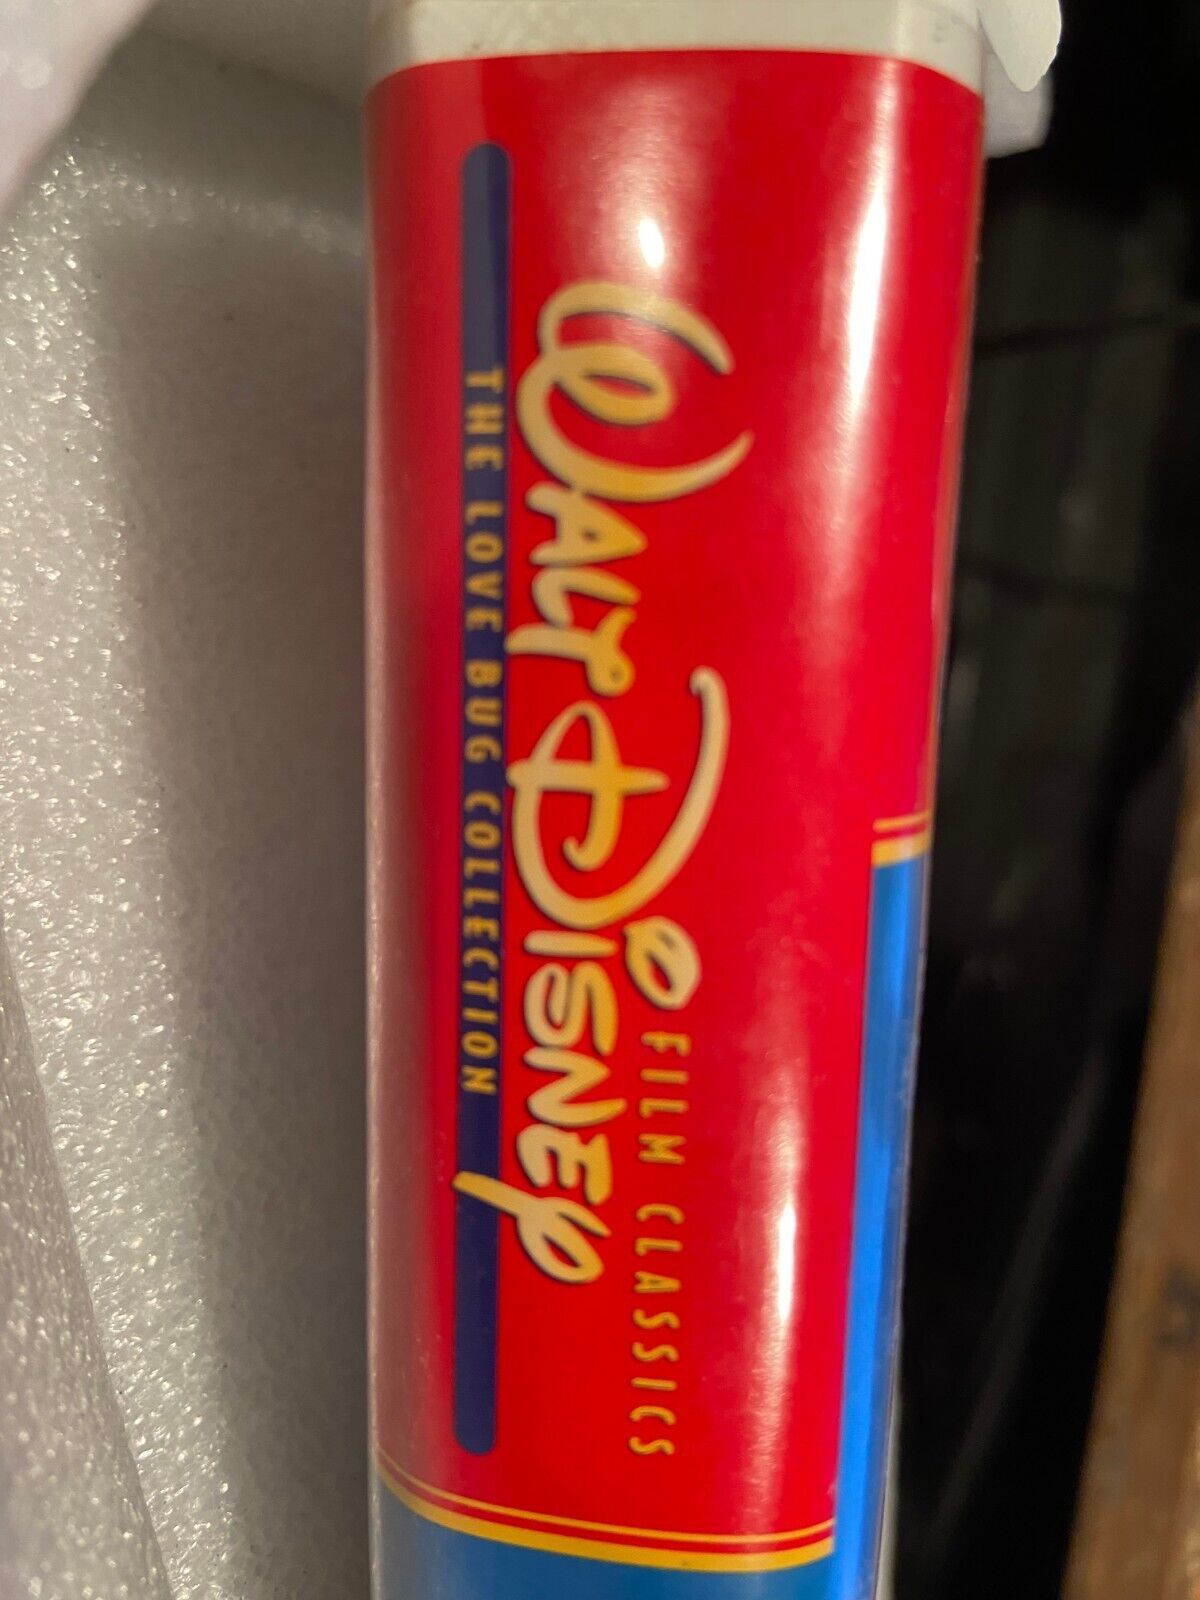 WALT DISNEY
FILM CLASSICS
THE LOVE BUG COLLECTION